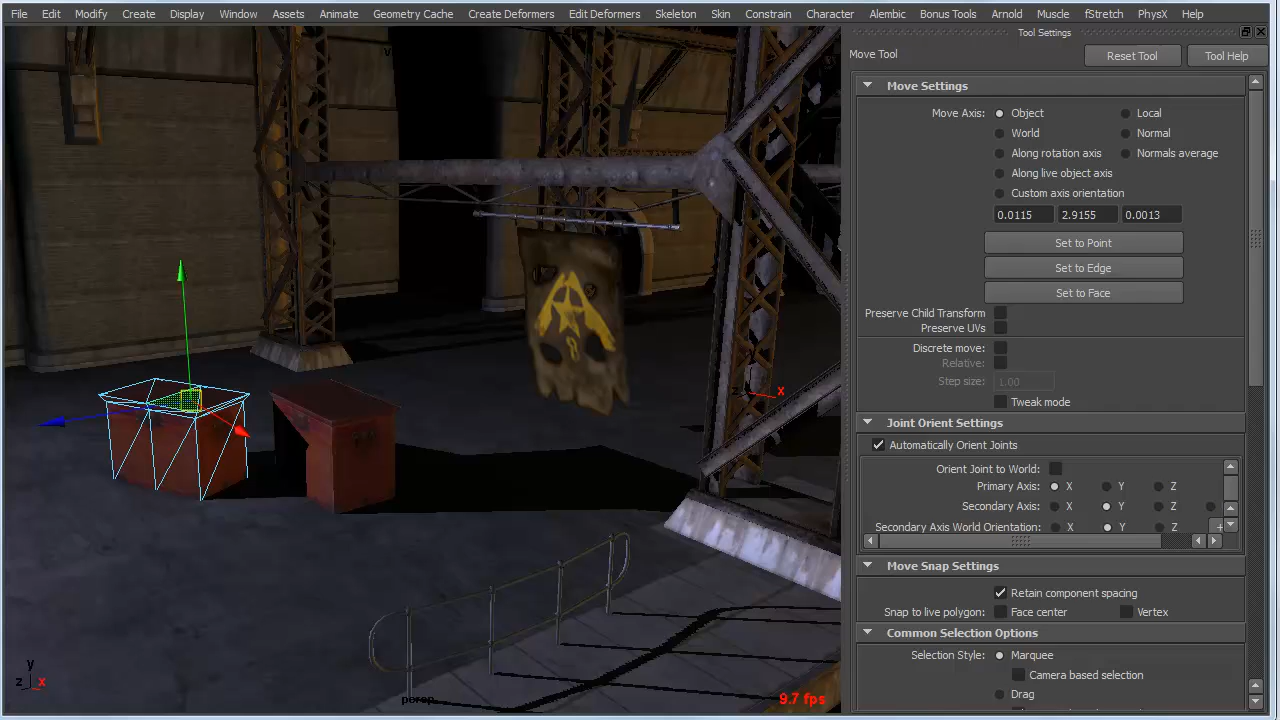 File Edit Modify Create Display Window Assets Animate Geometry Cache Create Deformers Edit Deformers Skeleton Skin Constrain Character Alembic Bonus Tools Arnold Muscle fStretch PhysX Help
Tool Settings
Move Tool Reset Tool Tool Help
Move Settings
Move Axis: Object Local
World Normal
Along rotation axis Normals average
Along live object axis
Custom axis orientation
0.0115 2.9155 0.0013
Set to Point
Set to Edge
Set to Face
Preserve Child Transform
Preserve UVs
Discrete move:
Relative:
Step size: 1.00
Tweak mode
Joint Orient Settings
Automatically Orient Joints
Orient Joint to World:
Primary Axis: X Y Z
Secondary Axis: X Y Z
Secondary Axis World Orientation: X Y Z +
Move Snap Settings
Retain component spacing
Snap to live polygon: Face center Vertex
Common Selection Options
Selection Style: Marquee
Camera based selection
Drag
z x
y
z x
persp
9.7 fps